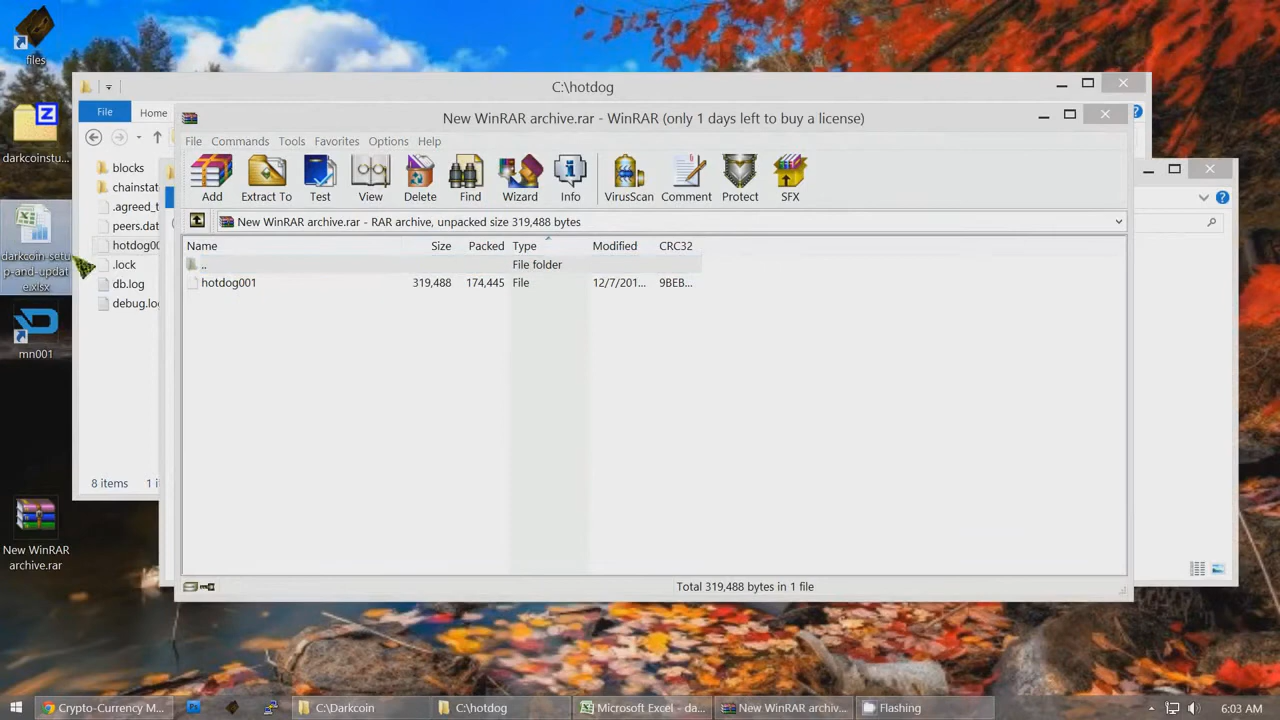 files
darkcoinstu...
darkcoin-setu
p-and-updat
e.xlsx
mn001
New WinRAR
archive.rar
C:\hotdog
File
Home
blocks
chainstat
.agreed_t
peers.dat
hotdog00
.lock
db.log
debug.log
8 items
1 i
New WinRAR archive.rar - WinRAR (only 1 days left to buy a license)
File Commands Tools Favorites Options Help
Add Extract To Test View Delete Find Wizard Info VirusScan Comment Protect SFX
New WinRAR archive.rar - RAR archive, unpacked size 319,488 bytes
Name Size Packed Type Modified CRC32
.. File folder
hotdog001 319,488 174,445 File 12/7/201... 9BEB...
Total 319,488 bytes in 1 file
Crypto-Currency M...
C:\Darkcoin
C:\hotdog
Microsoft Excel - da...
New WinRAR archiv...
Flashing
6:03 AM